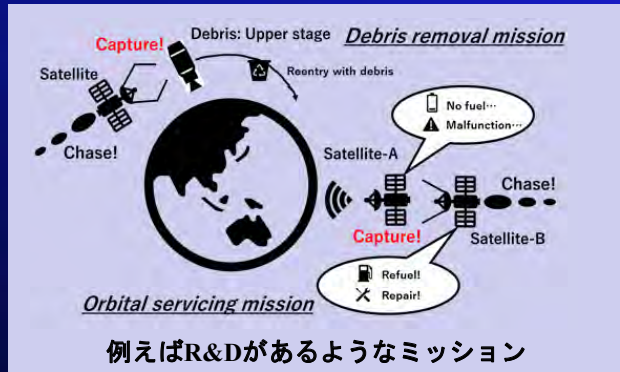 Debris removal mission
Debris: Upper stage
Capture!
Reentry with debris
Satellite
Chase!
No fuel…
Malfunction…
Satellite-A
Chase!
Capture!
Satellite-B
Refuel!
Repair!
Orbital servicing mission
例えばR&Dがあるようなミッション